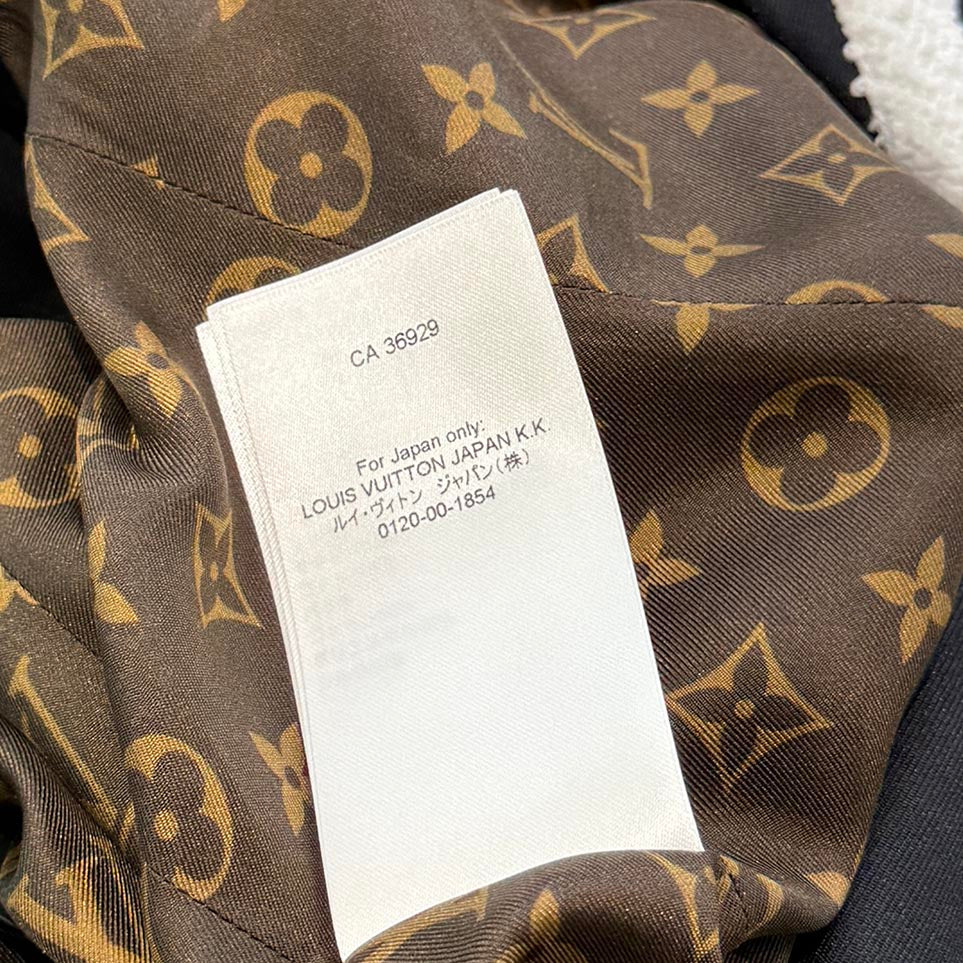 CA 36929
For Japan only:
LOUIS VUITTON JAPAN K.K.
ルイ・ヴィトン ジャパン(株)
0120-00-1854